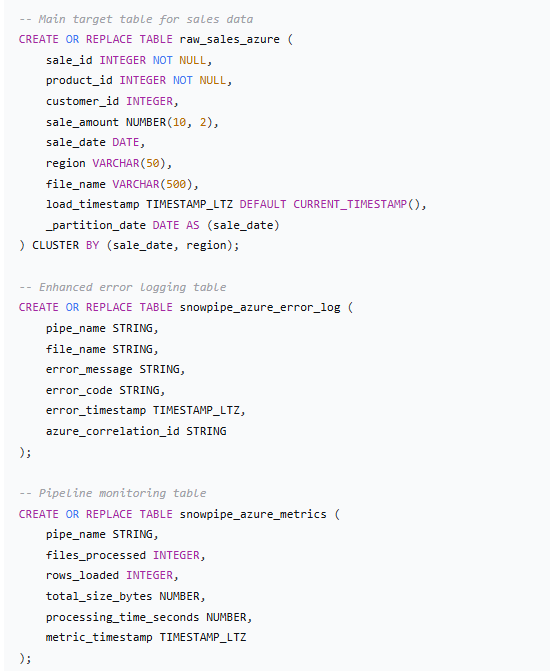 -- Main target table for sales data
CREATE OR REPLACE TABLE raw_sales_azure (
    sale_id INTEGER NOT NULL,
    product_id INTEGER NOT NULL,
    customer_id INTEGER,
    sale_amount NUMBER(10, 2),
    sale_date DATE,
    region VARCHAR(50),
    file_name VARCHAR(500),
    load_timestamp TIMESTAMP_LTZ DEFAULT CURRENT_TIMESTAMP(),
    _partition_date DATE AS (sale_date)
) CLUSTER BY (sale_date, region);

-- Enhanced error logging table
CREATE OR REPLACE TABLE snowpipe_azure_error_log (
    pipe_name STRING,
    file_name STRING,
    error_message STRING,
    error_code STRING,
    error_timestamp TIMESTAMP_LTZ,
    azure_correlation_id STRING
);

-- Pipeline monitoring table
CREATE OR REPLACE TABLE snowpipe_azure_metrics (
    pipe_name STRING,
    files_processed INTEGER,
    rows_loaded INTEGER,
    total_size_bytes NUMBER,
    processing_time_seconds NUMBER,
    metric_timestamp TIMESTAMP_LTZ
);